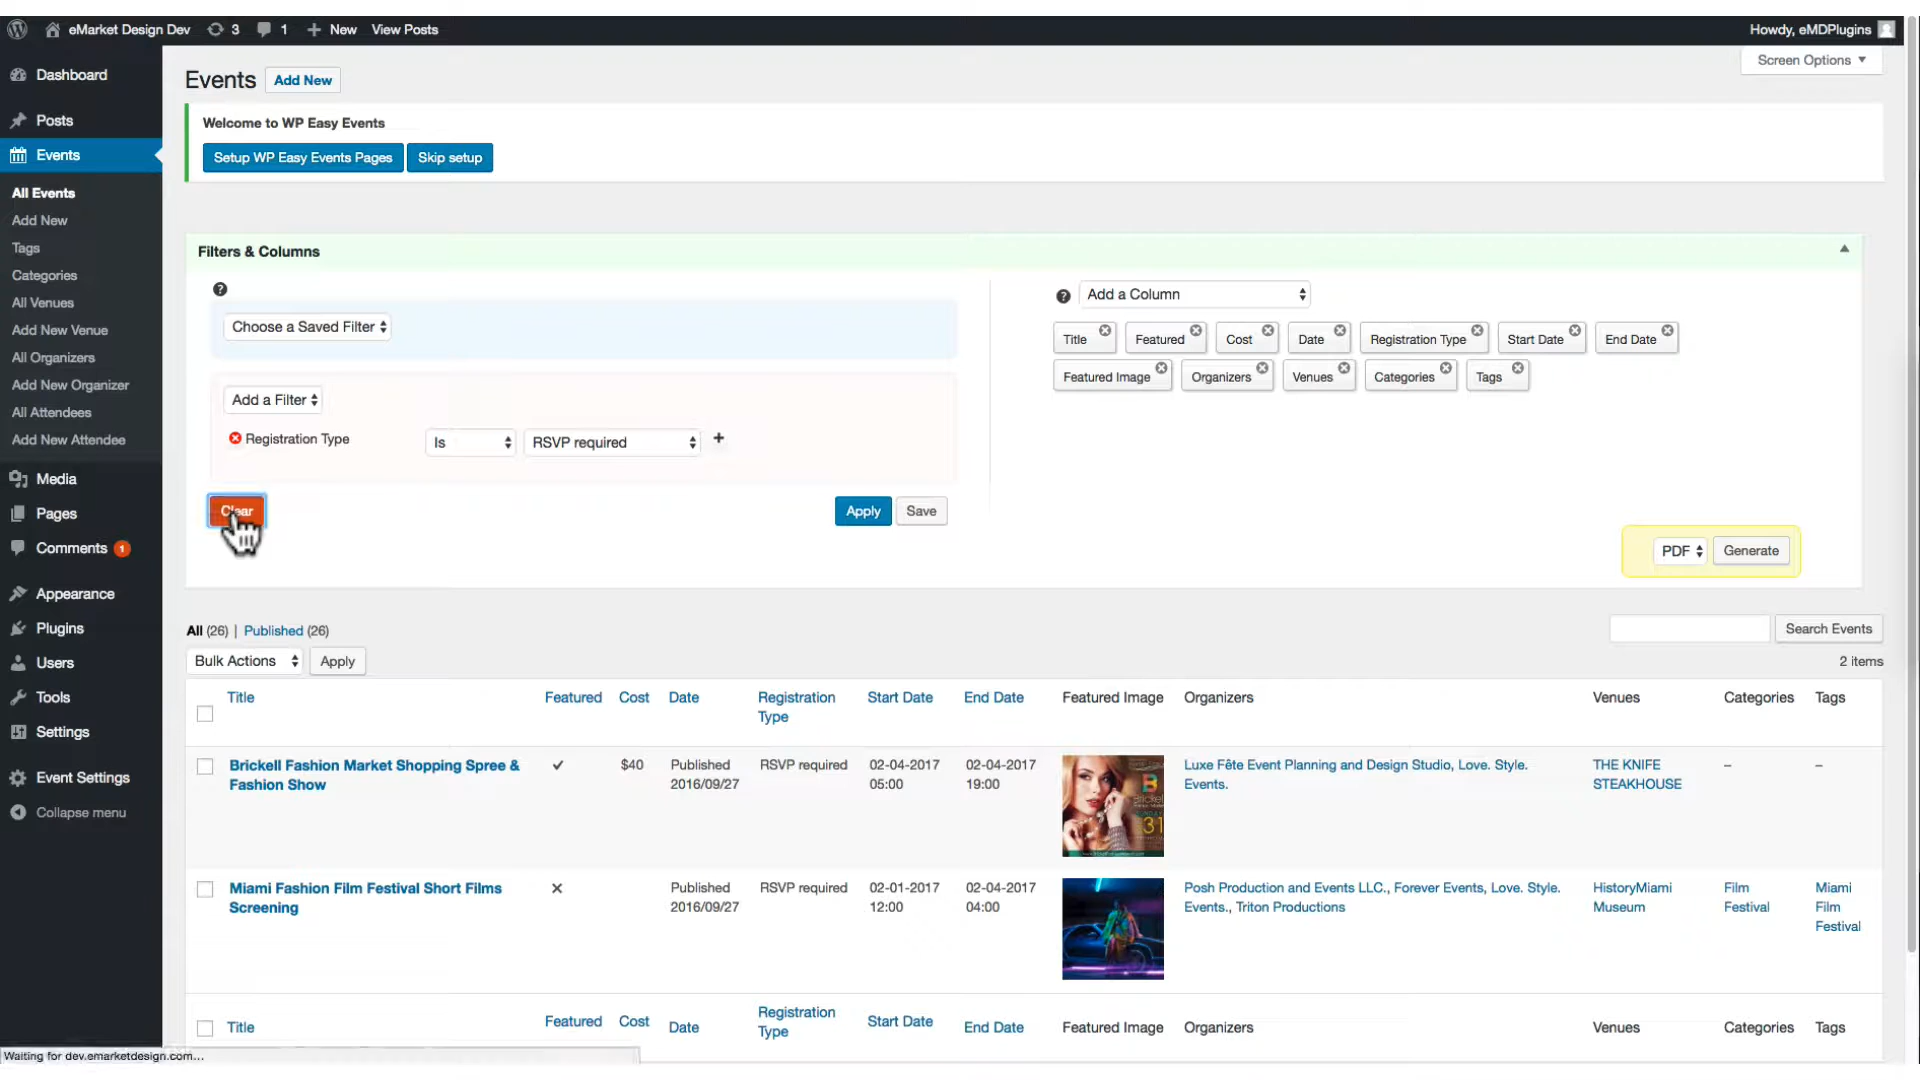 eMarket Design Dev 3 1 New View Posts Howdy, eMDPlugins
Screen Options
Dashboard
Posts
Events
All Events
Add New
Tags
Categories
All Venues
Add New Venue
All Organizers
Add New Organizer
All Attendees
Add New Attendee
Media
Pages
Comments 1
Appearance
Plugins
Users
Tools
Settings
Event Settings
Collapse menu
Events Add New
Welcome to WP Easy Events
Setup WP Easy Events Pages Skip setup
Filters & Columns
?
Choose a Saved Filter
Add a Filter
Registration Type Is RSVP required +
Clear Apply Save
? Add a Column
Title Featured Cost Date Registration Type Start Date End Date
Featured Image Organizers Venues Categories Tags
PDF Generate
All (26) | Published (26)
Search Events
Bulk Actions Apply
2 items
Title Featured Cost Date Registration Type Start Date End Date Featured Image Organizers Venues Categories Tags
Brickell Fashion Market Shopping Spree & $40 Published RSVP required 02-04-2017 02-04-2017 Luxe Fête Event Planning and Design Studio, Love. Style. THE KNIFE – –
Fashion Show 2016/09/27 05:00 19:00 Events. STEAKHOUSE
B
Brickell
31
Miami Fashion Film Festival Short Films Published RSVP required 02-01-2017 02-04-2017 Posh Production and Events LLC., Forever Events, Love. Style. HistoryMiami Film Miami
Screening 2016/09/27 12:00 04:00 Events., Triton Productions Museum Festival Film
Festival
Title Featured Cost Date Registration Type Start Date End Date Featured Image Organizers Venues Categories Tags
Waiting for dev.emarketdesign.com...